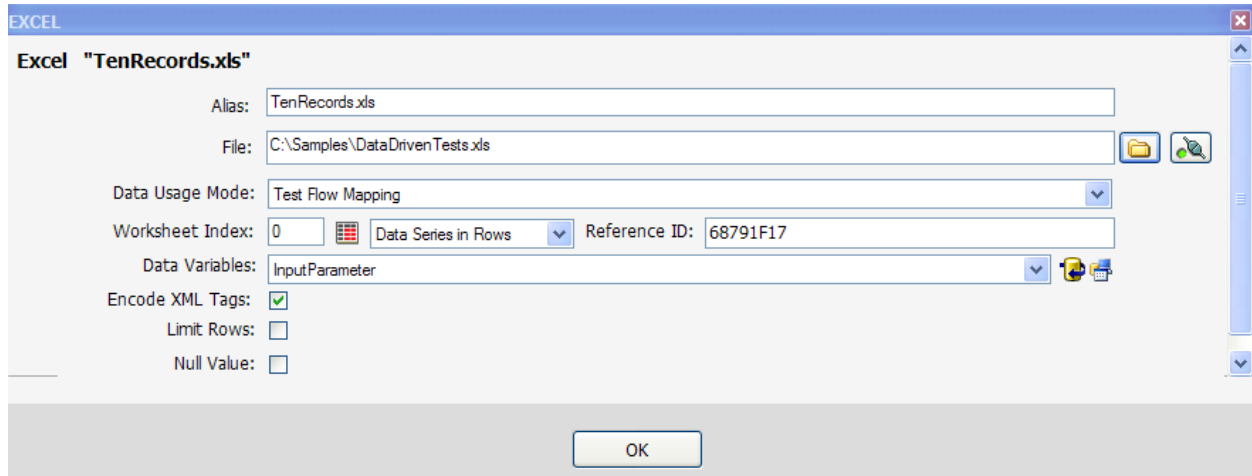 EXCEL
Excel "TenRecords.xls"
Alias: TenRecords.xls
File: C:\Samples\DataDrivenTests.xls
Data Usage Mode: Test Flow Mapping
Worksheet Index: 0 Data Series in Rows Reference ID: 68791F17
Data Variables: InputParameter
Encode XML Tags:
Limit Rows:
Null Value:
OK